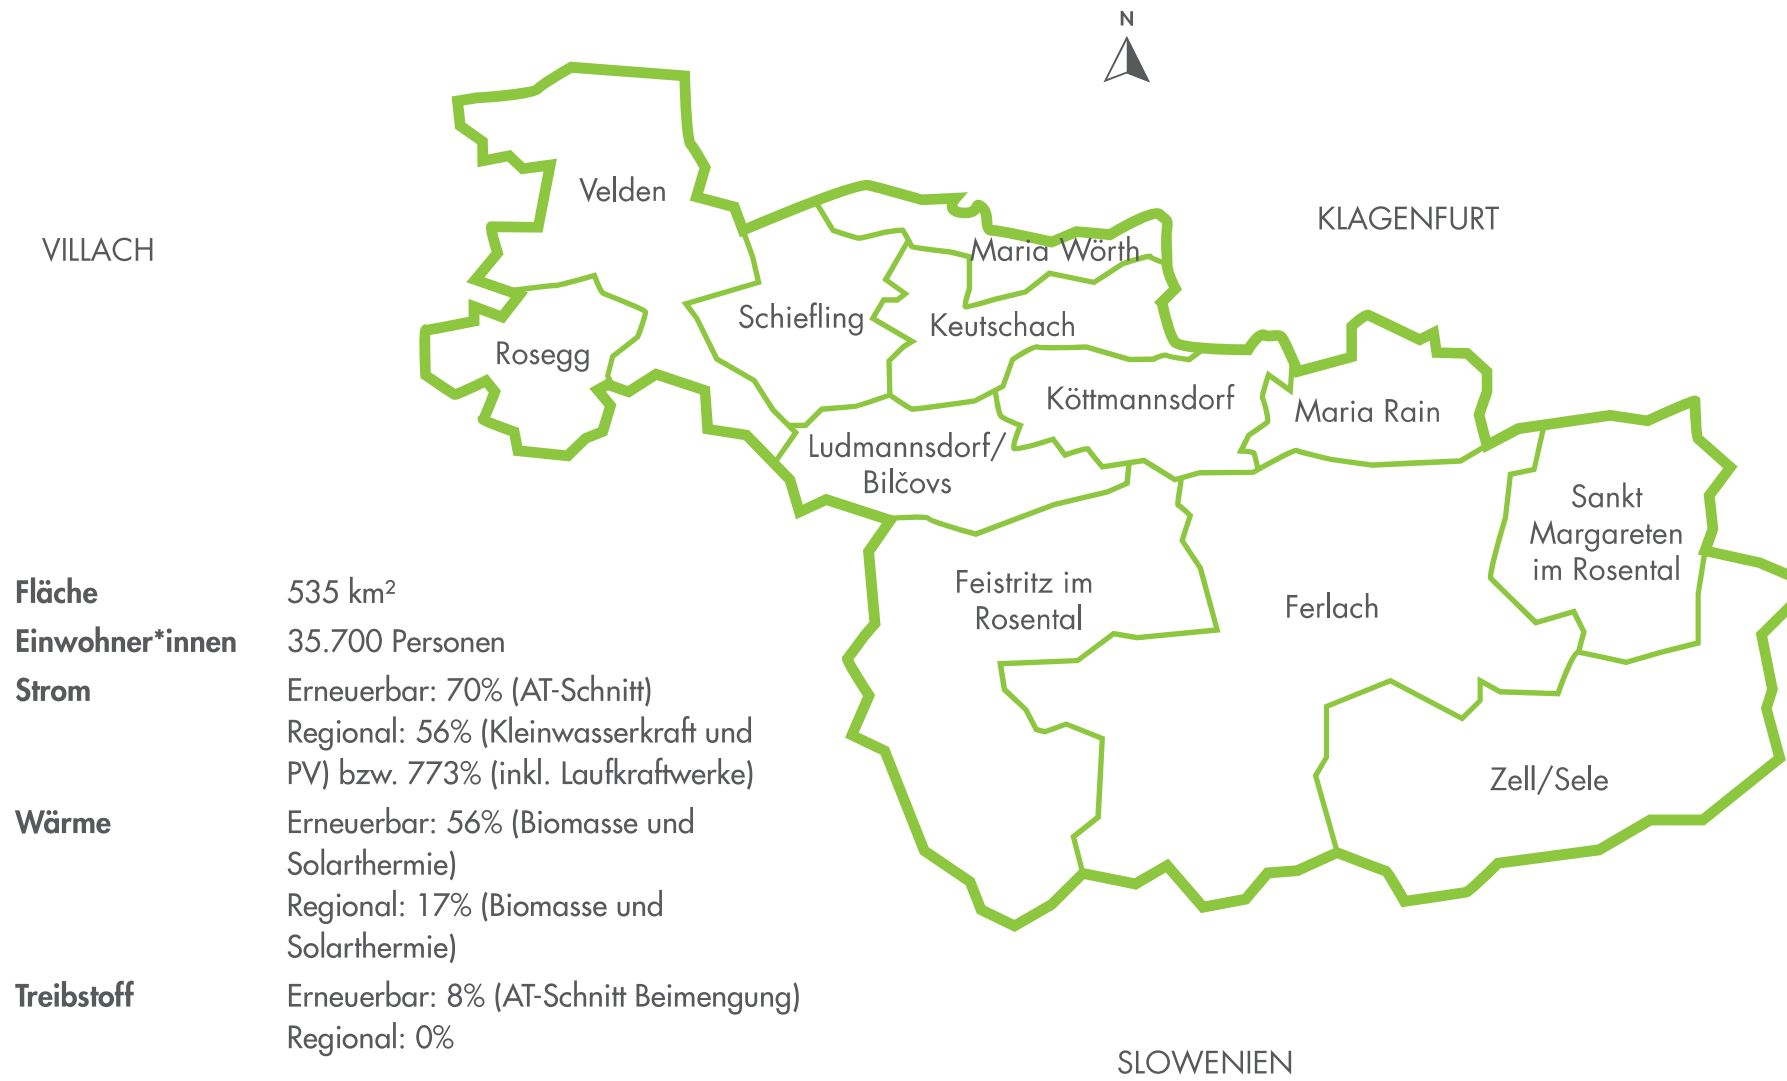 N
Velden
KLAGENFURT
VILLACH
Maria Wörth
Schiefling
Keutschach
Rosegg
Köttmannsdorf
Maria Rain
Ludmannsdorf/
Bilčovs
Sankt
Margareten
im Rosental
Feistritz im
Rosental
Ferlach
Zell/Sele
SLOWENIEN
Fläche 535 km²
Einwohner*innen 35.700 Personen
Strom Erneuerbar: 70% (AT-Schnitt)
Regional: 56% (Kleinwasserkraft und
PV) bzw. 773% (inkl. Laufkraftwerke)
Wärme Erneuerbar: 56% (Biomasse und
Solarthermie)
Regional: 17% (Biomasse und
Solarthermie)
Treibstoff Erneuerbar: 8% (AT-Schnitt Beimengung)
Regional: 0%